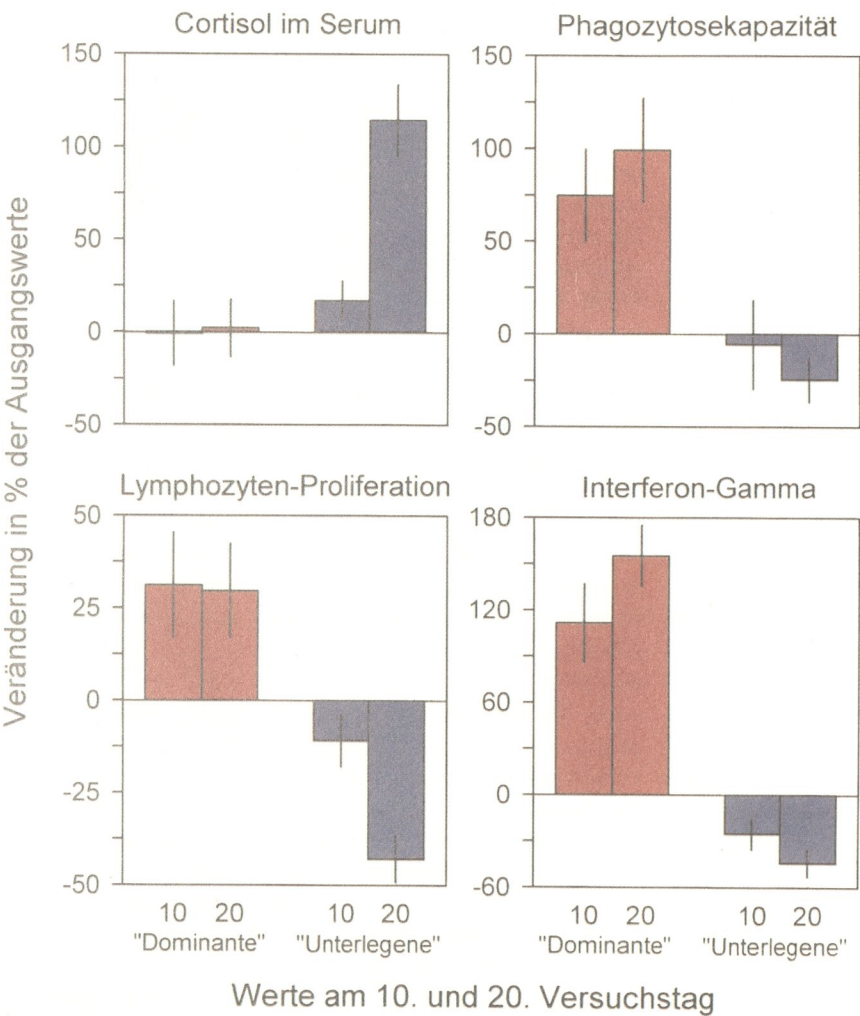 Cortisol im Serum
Phagozytosekapazität
Veränderung in % der Ausgangswerte
150
100
50
0
-50
150
100
50
0
-50
Lymphozyten-Proliferation
Interferon-Gamma
50
25
0
-25
-50
180
120
60
0
-60
10 20 10 20
"Dominante" "Unterlegene"
10 20 10 20
"Dominante" "Unterlegene"
Werte am 10. und 20. Versuchstag